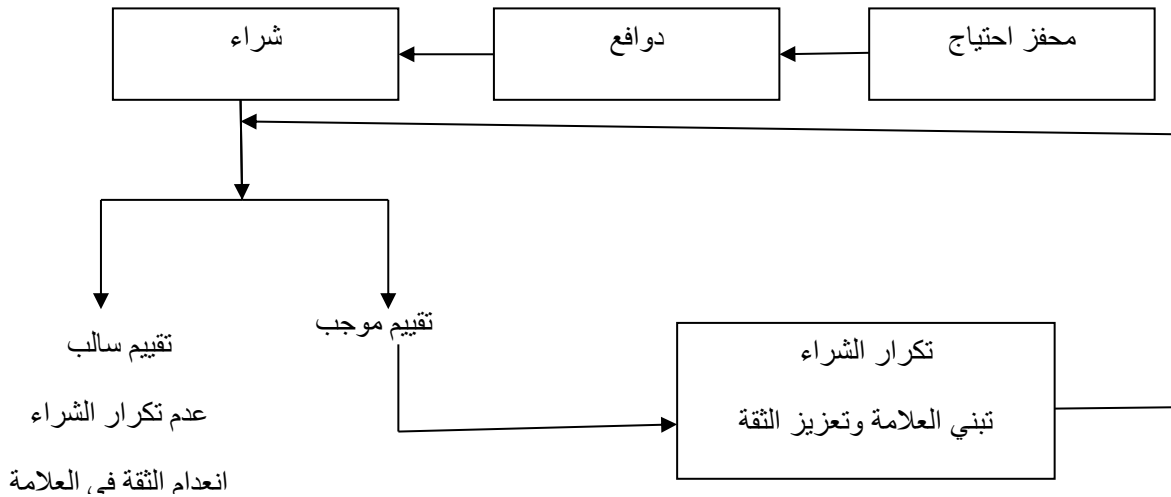 محفز احتياج
دوافع
شراء
تقييم موجب
تقييم سالب
عدم تكرار الشراء
انعدام الثقة في العلامة
تكرار الشراء
تبني العلامة وتعزيز الثقة